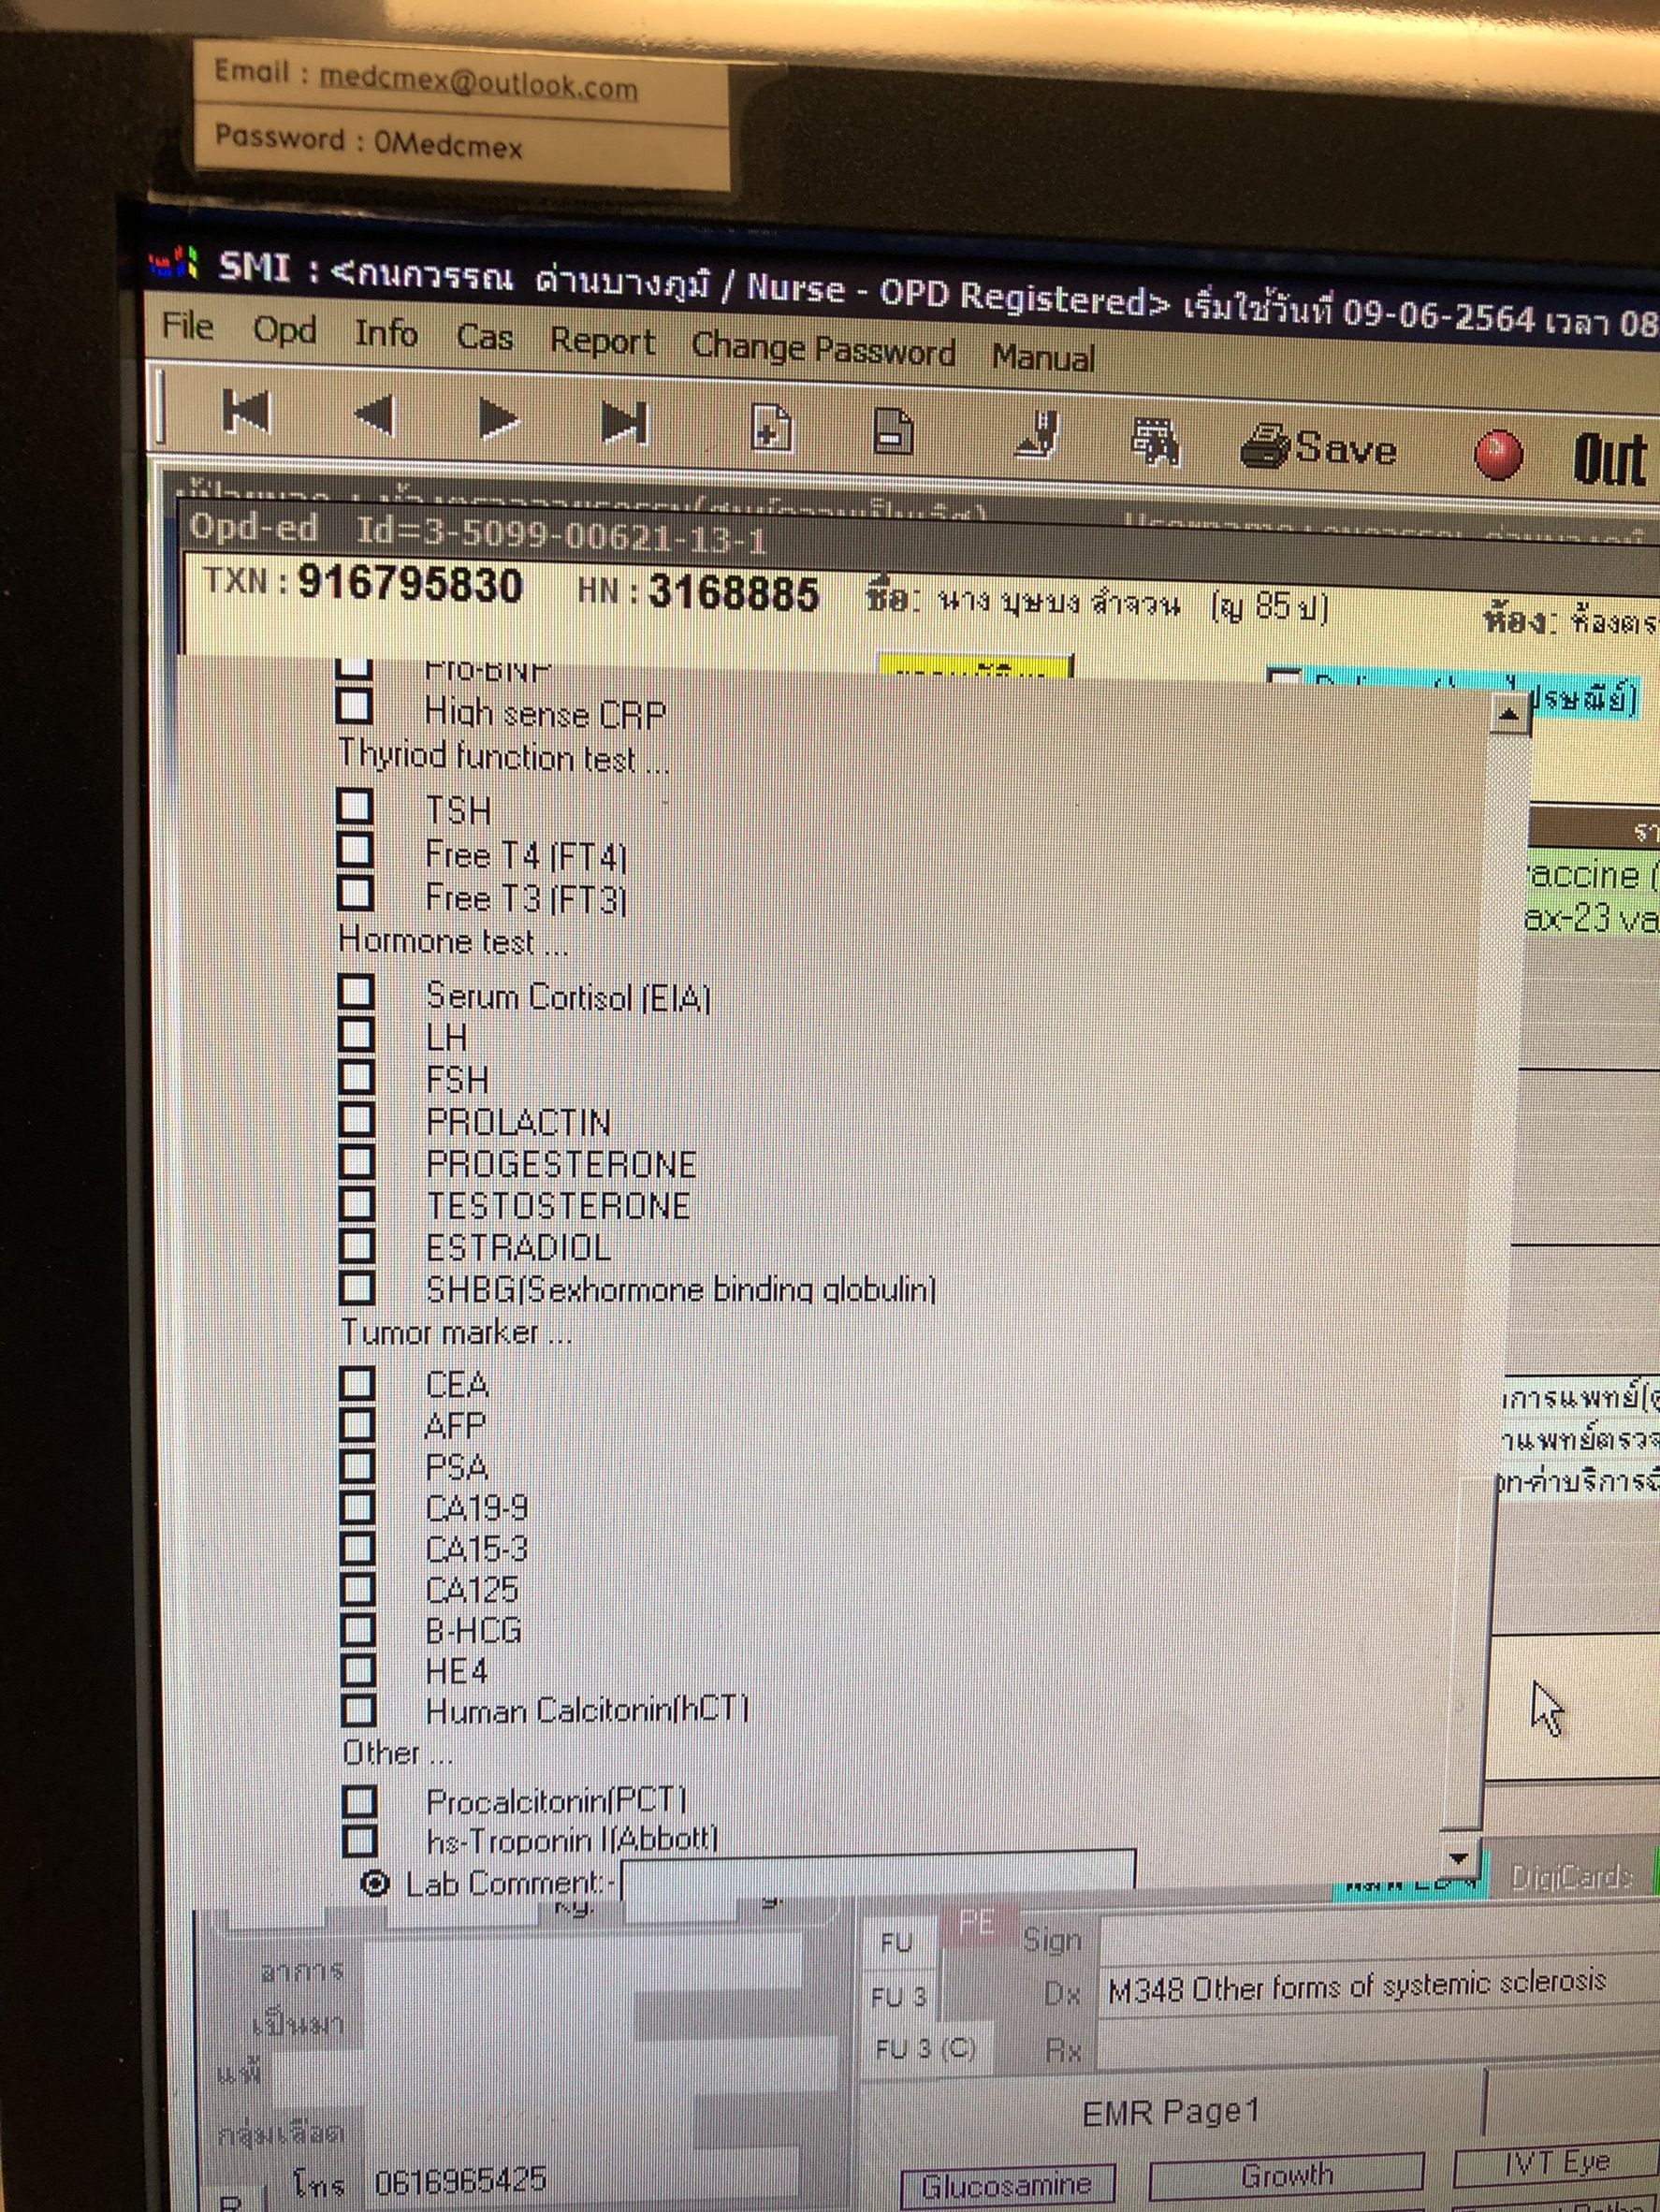 Email : medcmex@outlook.com
Password : 0Medcmex
SMI : <กนกวรรณ ด่านบางภูมิ / Nurse - OPD Registered> เริ่มใช้วันที่ 09-06-2564 เวลา 08
File Opd Info Cas Report Change Password Manual
Save Out
Opd-ed Id=3-5099-00621-13-1
TXN : 916795830 HN : 3168885 ชื่อ: นาง บุษบง สำจวน (ญ 85 ป) ห้อง: ห้องตร
Pro-BNP
High sense CRP
Thyriod function test ...
TSH
Free T4 (FT4)
Free T3 (FT3)
Hormone test ...
Serum Cortisol (EIA)
LH
FSH
PROLACTIN
PROGESTERONE
TESTOSTERONE
ESTRADIOL
SHBG(Sexhormone binding globulin)
Tumor marker ...
CEA
AFP
PSA
CA19-9
CA15-3
CA125
B-HCG
HE4
Human Calcitonin(hCT)
Other ...
Procalcitonin(PCT)
hs-Troponin I(Abbott)
Lab Comment:-
ปรษณีย์)
accine (
ax-23 va
การแพทย์(
นแพทย์ตรวจ
ค่าบริการ
DigiCards
Kg.
อาการ
เป็นมา
แพ้
กลุ่มเลือด
โทร 0616965425
FU PE Sign
FU 3 Dx M348 Other forms of systemic sclerosis
FU 3 (C) Rx
EMR Page1
Glucosamine Growth IVT Eye